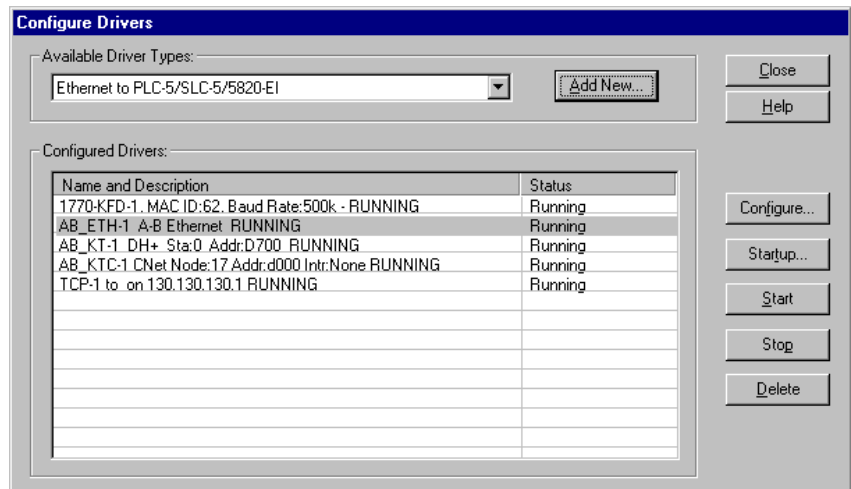 Configure Drivers
Available Driver Types:
Ethernet to PLC-5/SLC-5/5820-EI
Add New...
Close
Help
Configured Drivers:
Name and Description Status
1770-KFD-1, MAC ID:62, Baud Rate:500k - RUNNING Running
AB_ETH-1 A-B Ethernet RUNNING Running
AB_KT-1 DH+ Sta:0 Addr:D700 RUNNING Running
AB_KTC-1 CNet Node:17 Addr:d000 Intr:None RUNNING Running
TCP-1 to on 130.130.130.1 RUNNING Running
Configure...
Startup...
Start
Stop
Delete